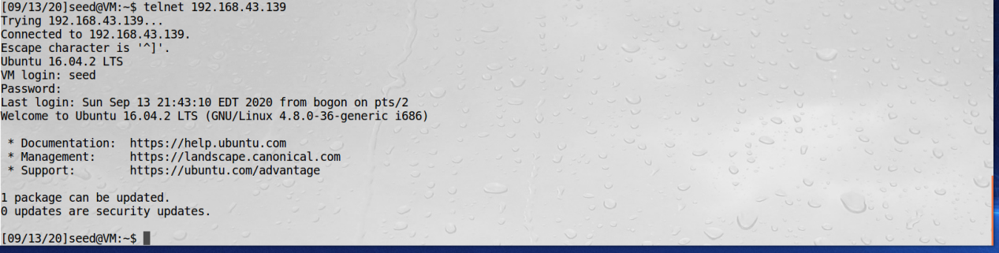 [09/13/20]seed@VM:~$ telnet 192.168.43.139
Trying 192.168.43.139...
Connected to 192.168.43.139.
Escape character is '^]'.
Ubuntu 16.04.2 LTS
VM login: seed
Password:
Last login: Sun Sep 13 21:43:10 EDT 2020 from bogon on pts/2
Welcome to Ubuntu 16.04.2 LTS (GNU/Linux 4.8.0-36-generic i686)
* Documentation:  https://help.ubuntu.com
* Management:     https://landscape.canonical.com
* Support:        https://ubuntu.com/advantage
1 package can be updated.
0 updates are security updates.
[09/13/20]seed@VM:~$